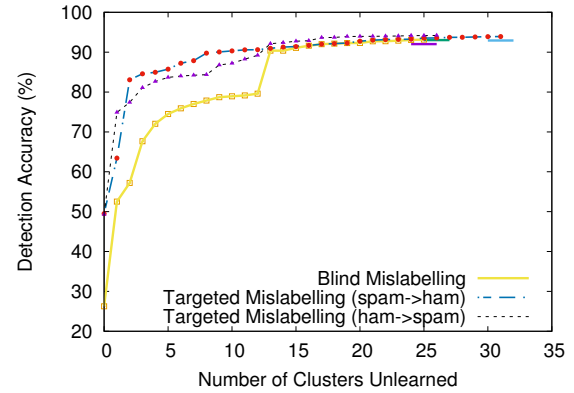 100
90
80
70
60
50
40
30
20
Detection Accuracy (%)
Blind Mislabelling
Targeted Mislabelling (spam->ham)
Targeted Mislabelling (ham->spam)
0 5 10 15 20 25 30 35
Number of Clusters Unlearned